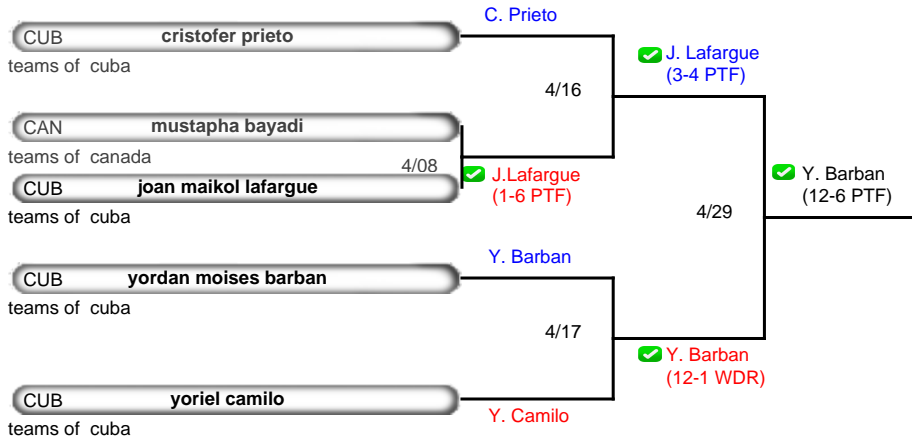 C. Prieto
CUB cristofer prieto
teams of cuba
J. Lafargue
(3-4 PTF)
4/16
CAN mustapha bayadi
teams of canada
4/08
J.Lafargue
(1-6 PTF)
CUB joan maikol lafargue
teams of cuba
Y. Barban
(12-6 PTF)
4/29
Y. Barban
CUB yordan moises barban
teams of cuba
4/17
Y. Barban
(12-1 WDR)
CUB yoriel camilo
Y. Camilo
teams of cuba